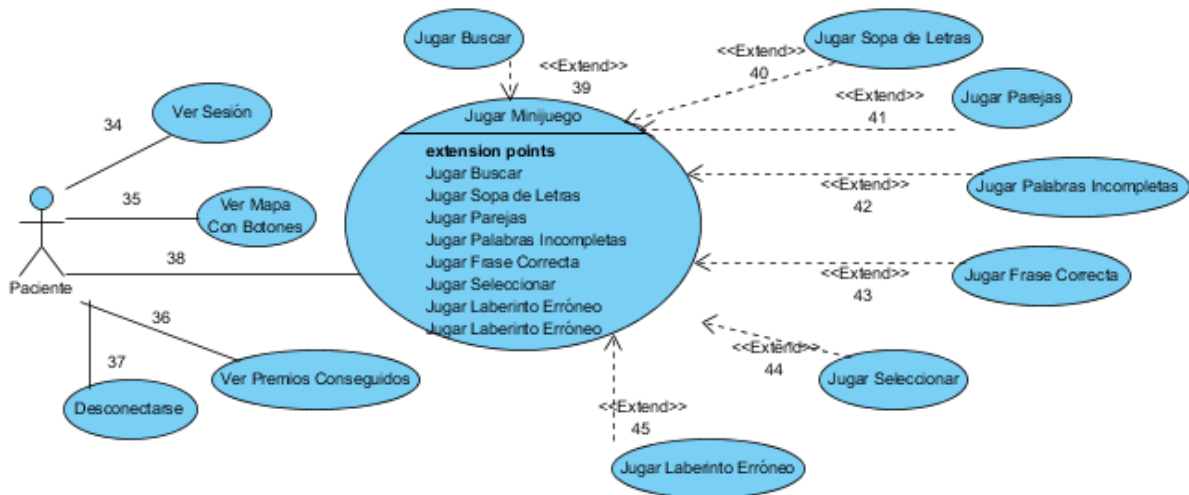 Jugar Buscar
<<Extend>>
39
Jugar Sopa de Letras
<<Extend>>
40
Jugar Parejas
<<Extend>>
41
Jugar Palabras Incompletas
<<Extend>>
42
Jugar Frase Correcta
<<Extend>>
43
Jugar Seleccionar
<<Extend>>
44
Jugar Laberinto Erróneo
<<Extend>>
45
Jugar Minijuego
extension points
Jugar Buscar
Jugar Sopa de Letras
Jugar Parejas
Jugar Palabras Incompletas
Jugar Frase Correcta
Jugar Seleccionar
Jugar Laberinto Erróneo
Jugar Laberinto Erróneo
34
Ver Sesión
35
Ver Mapa
Con Botones
38
Paciente
36
Ver Premios Conseguidos
37
Desconectarse